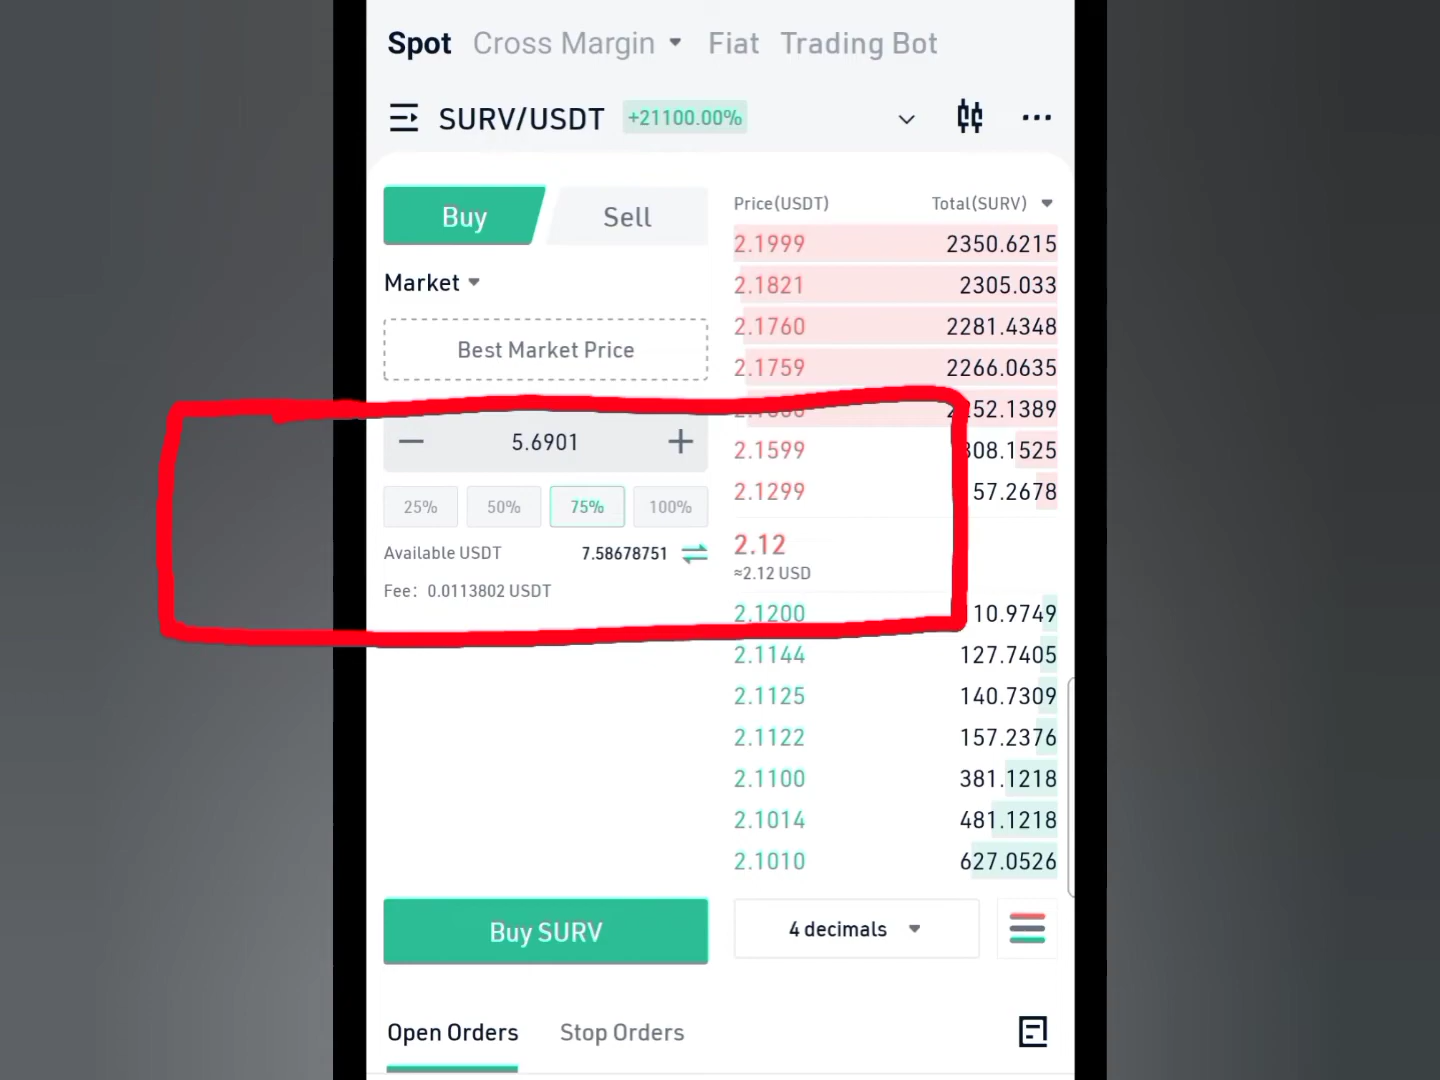 Spot Cross Margin Fiat Trading Bot
SURV/USDT +21100.00%
Buy Sell
Market
Best Market Price
5.6901
25% 50% 75% 100%
Available USDT 7.58678751
Fee: 0.0113802 USDT
Buy SURV
Price(USDT) Total(SURV)
2.1999 2350.6215
2.1821 2305.033
2.1760 2281.4348
2.1759 2266.0635
2.1599
2.1299 57.2678
2.12
≈2.12 USD
2.1200 10.9749
2.1144 127.7405
2.1125 140.7309
2.1122 157.2376
2.1100 381.1218
2.1014 481.1218
2.1010 627.0526
4 decimals
Open Orders Stop Orders